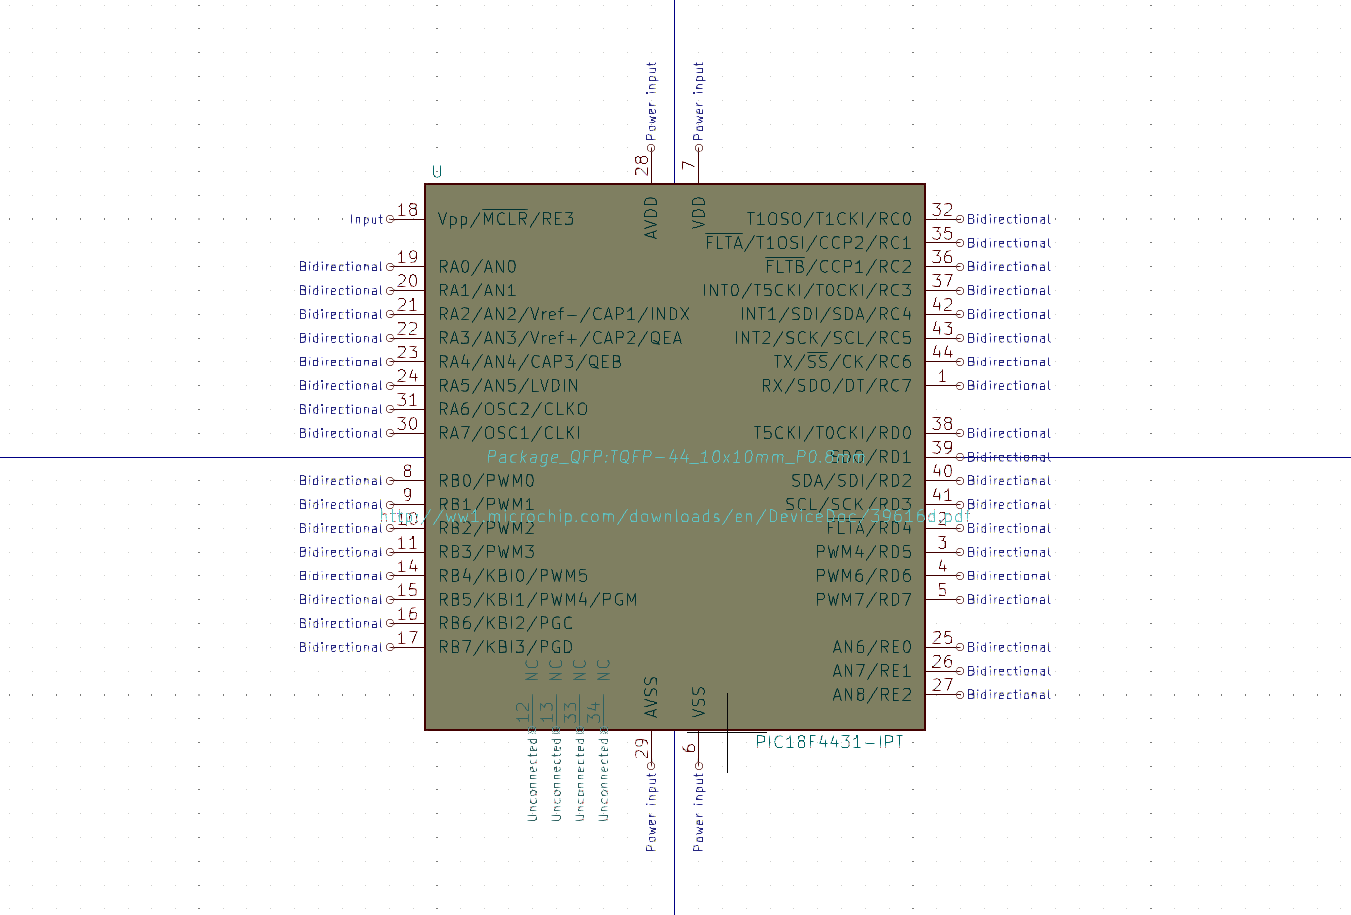 Power input
Power input
28
7
U
AVDD
VDD
Input 18 Vpp/MCLR/RE3
T1OSO/T1CKI/RC0 32 Bidirectional
FLTA/T1OSI/CCP2/RC1 35 Bidirectional
Bidirectional 19 RA0/AN0
FLTB/CCP1/RC2 36 Bidirectional
Bidirectional 20 RA1/AN1
INT0/T5CKI/T0CKI/RC3 37 Bidirectional
Bidirectional 21 RA2/AN2/Vref-/CAP1/INDX
INT1/SDI/SDA/RC4 42 Bidirectional
Bidirectional 22 RA3/AN3/Vref+/CAP2/QEA
INT2/SCK/SCL/RC5 43 Bidirectional
Bidirectional 23 RA4/AN4/CAP3/QEB
TX/SS/CK/RC6 44 Bidirectional
Bidirectional 24 RA5/AN5/LVDIN
RX/SDO/DT/RC7 1 Bidirectional
Bidirectional 31 RA6/OSC2/CLKO
Bidirectional 30 RA7/OSC1/CLKI
T5CKI/T0CKI/RD0 38 Bidirectional
Package_QFP:TQFP-44_10x10mm_P0.8mm
SDO/RD1 39 Bidirectional
Bidirectional 8 RB0/PWM0
SDA/SDI/RD2 40 Bidirectional
Bidirectional 9 RB1/PWM1
SCL/SCK/RD3 41 Bidirectional
http://ww1.microchip.com/downloads/en/DeviceDoc/39616d.pdf
Bidirectional 10 RB2/PWM2
FLTA/RD4 2 Bidirectional
Bidirectional 11 RB3/PWM3
PWM4/RD5 3 Bidirectional
Bidirectional 14 RB4/KBI0/PWM5
PWM6/RD6 4 Bidirectional
Bidirectional 15 RB5/KBI1/PWM4/PGM
PWM7/RD7 5 Bidirectional
Bidirectional 16 RB6/KBI2/PGC
Bidirectional 17 RB7/KBI3/PGD
AN6/RE0 25 Bidirectional
AN7/RE1 26 Bidirectional
AN8/RE2 27 Bidirectional
NC
NC
NC
NC
12
13
33
34
AVSS
VSS
PIC18F4431-IPT
29
6
Unconnected
Unconnected
Unconnected
Unconnected
Power input
Power input